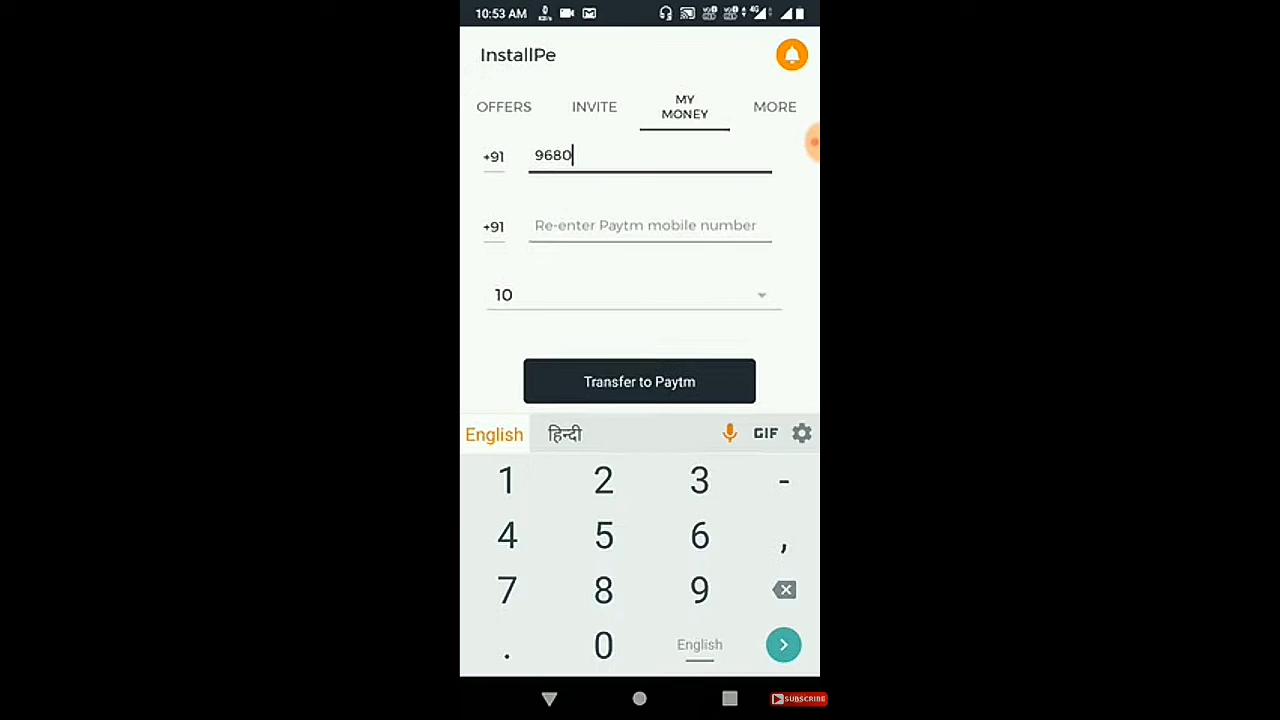 10:53 AM
4G
InstallPe
OFFERS
INVITE
MY
MONEY
MORE
+91
9680
+91
Re-enter Paytm mobile number
10
Transfer to Paytm
English
हिन्दी
GIF
1 2 3 -
4 5 6 ,
7 8 9
. 0 English
SUBSCRIBE